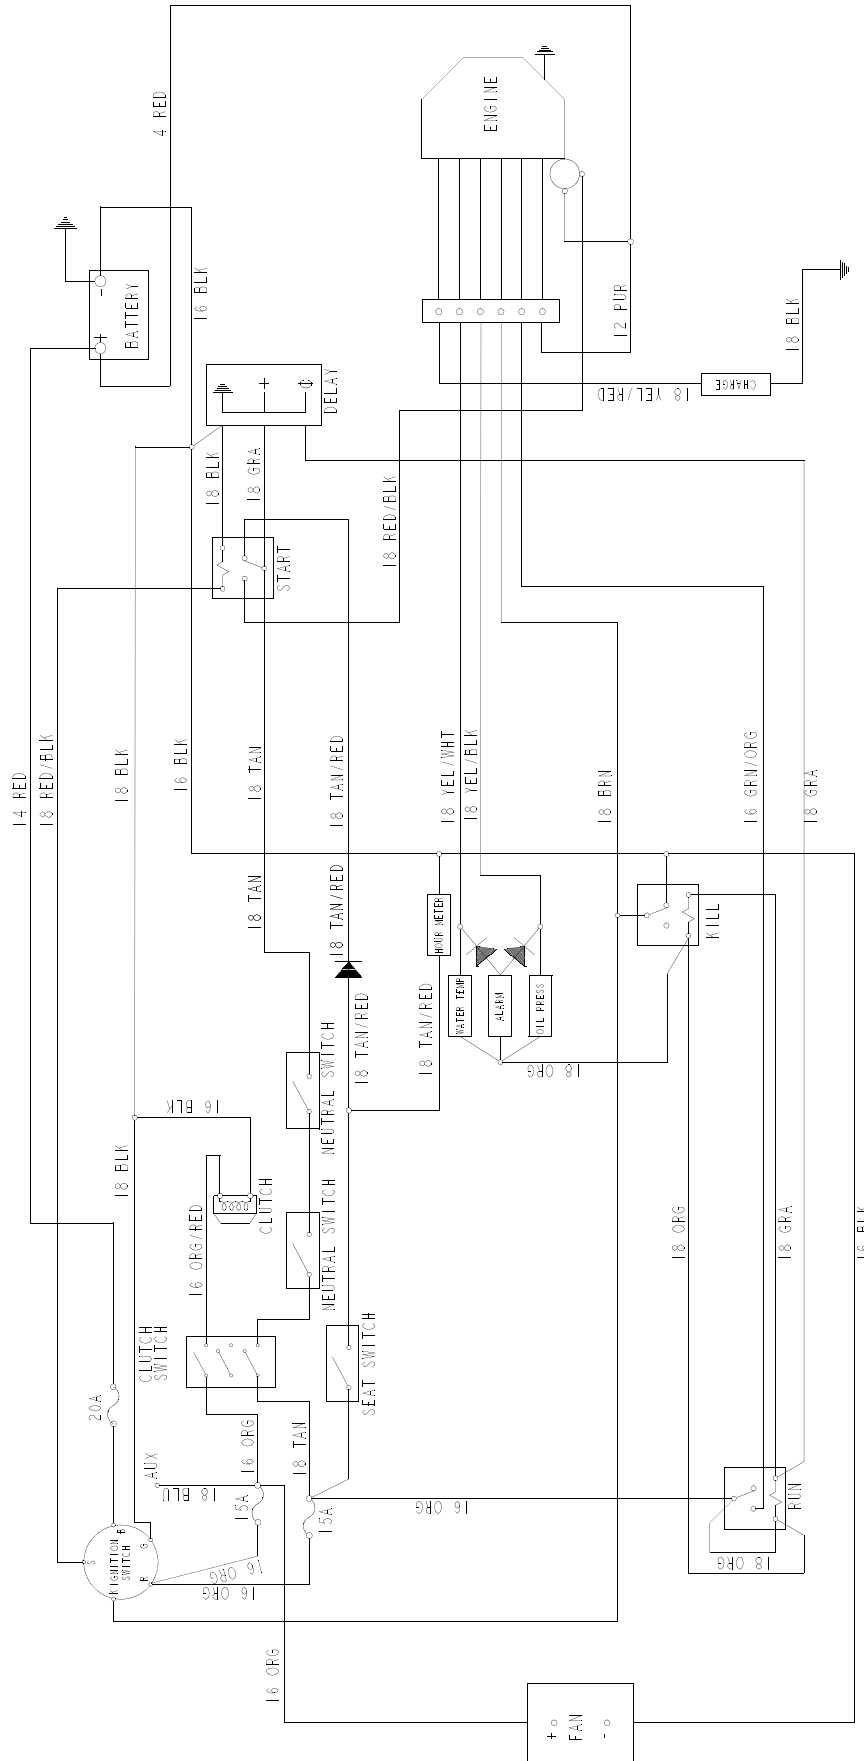 4 RED
ENGINE
-
+
BATTERY
16 BLK
12 PUR
18 BLK
CHARGE
18 YEL/RED
+
DELAY
18 BLK
18 GRA
18 RED/BLK
START
14 RED
18 RED/BLK
18 BLK
16 BLK
18 TAN
18 TAN/RED
18 YEL/WHT
18 YEL/BLK
18 BRN
16 GRN/ORG
18 GRA
18 TAN
18 TAN/RED
HOUR METER
KILL
18 TAN/RED
18 TAN/RED
WATER TEMP
ALARM
OIL PRESS
18 ORG
NEUTRAL SWITCH
16 BLK
18 BLK
CLUTCH
16 ORG/RED
NEUTRAL SWITCH
18 ORG
18 GRA
16 BLK
CLUTCH
SWITCH
SEAT SWITCH
20A
AUX
18 BLU
16 ORG
18 TAN
15A
15A
16 ORG
RUN
18 ORG
S
B
G
R
K
IGNITION
SWITCH
16 ORG
16 ORG
16 ORG
+
FAN
-